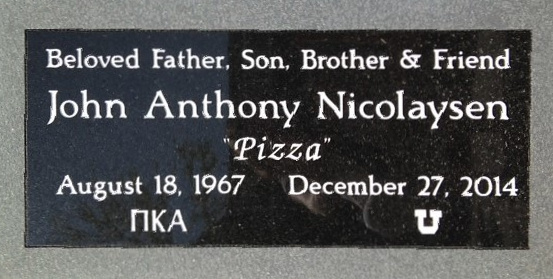 Beloved Father, Son, Brother & Friend
John Anthony Nicolaysen
"Pizza"
August 18, 1967 December 27, 2014
ΠΚΑ U